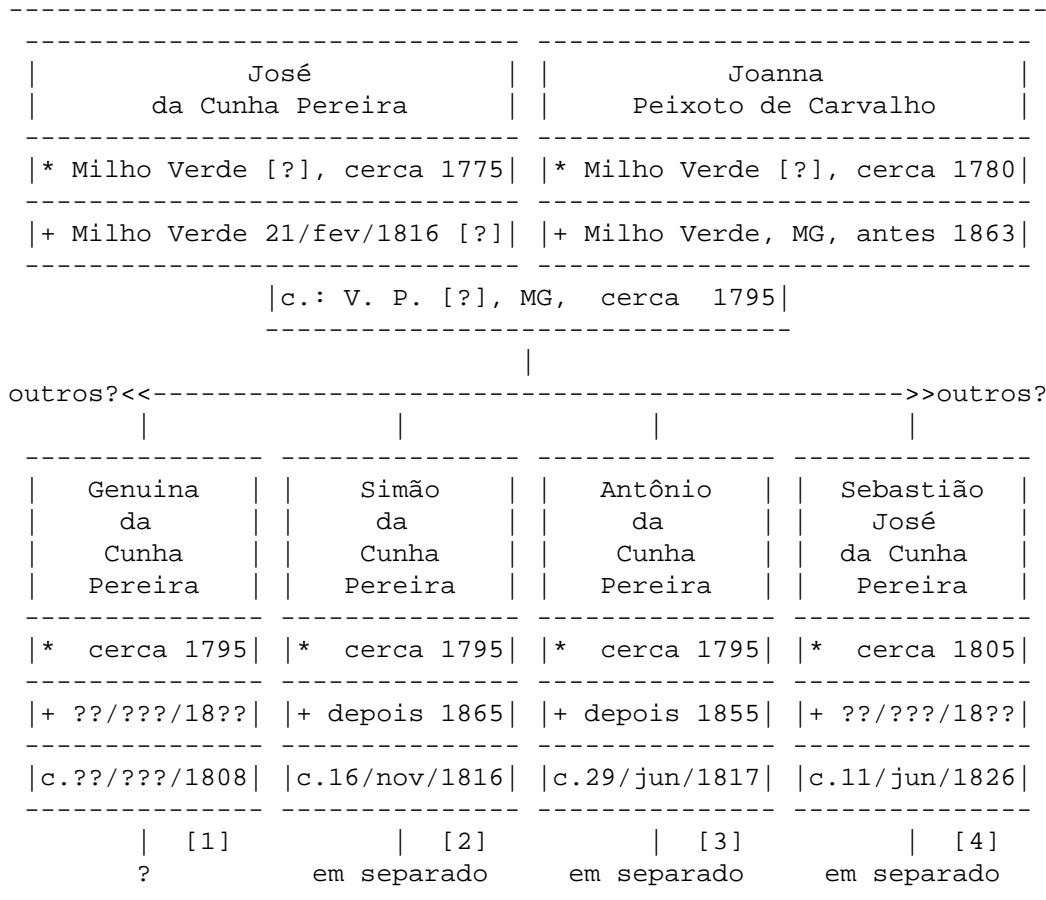 José Joanna
da Cunha Pereira Peixoto de Carvalho
* Milho Verde [?], cerca 1775 * Milho Verde [?], cerca 1780
+ Milho Verde 21/fev/1816 [?] + Milho Verde, MG, antes 1863
c.: V. P. [?], MG, cerca 1795
outros?<<----------------------------------------------->>outros?
Genuina Simão Antônio Sebastião
da da da José
Cunha Cunha Cunha da Cunha
Pereira Pereira Pereira Pereira
* cerca 1795 * cerca 1795 * cerca 1795 * cerca 1805
+ ??/???/18?? + depois 1865 + depois 1855 + ??/???/18??
c.??/???/1808 c.16/nov/1816 c.29/jun/1817 c.11/jun/1826
[1] [2] [3] [4]
? em separado em separado em separado